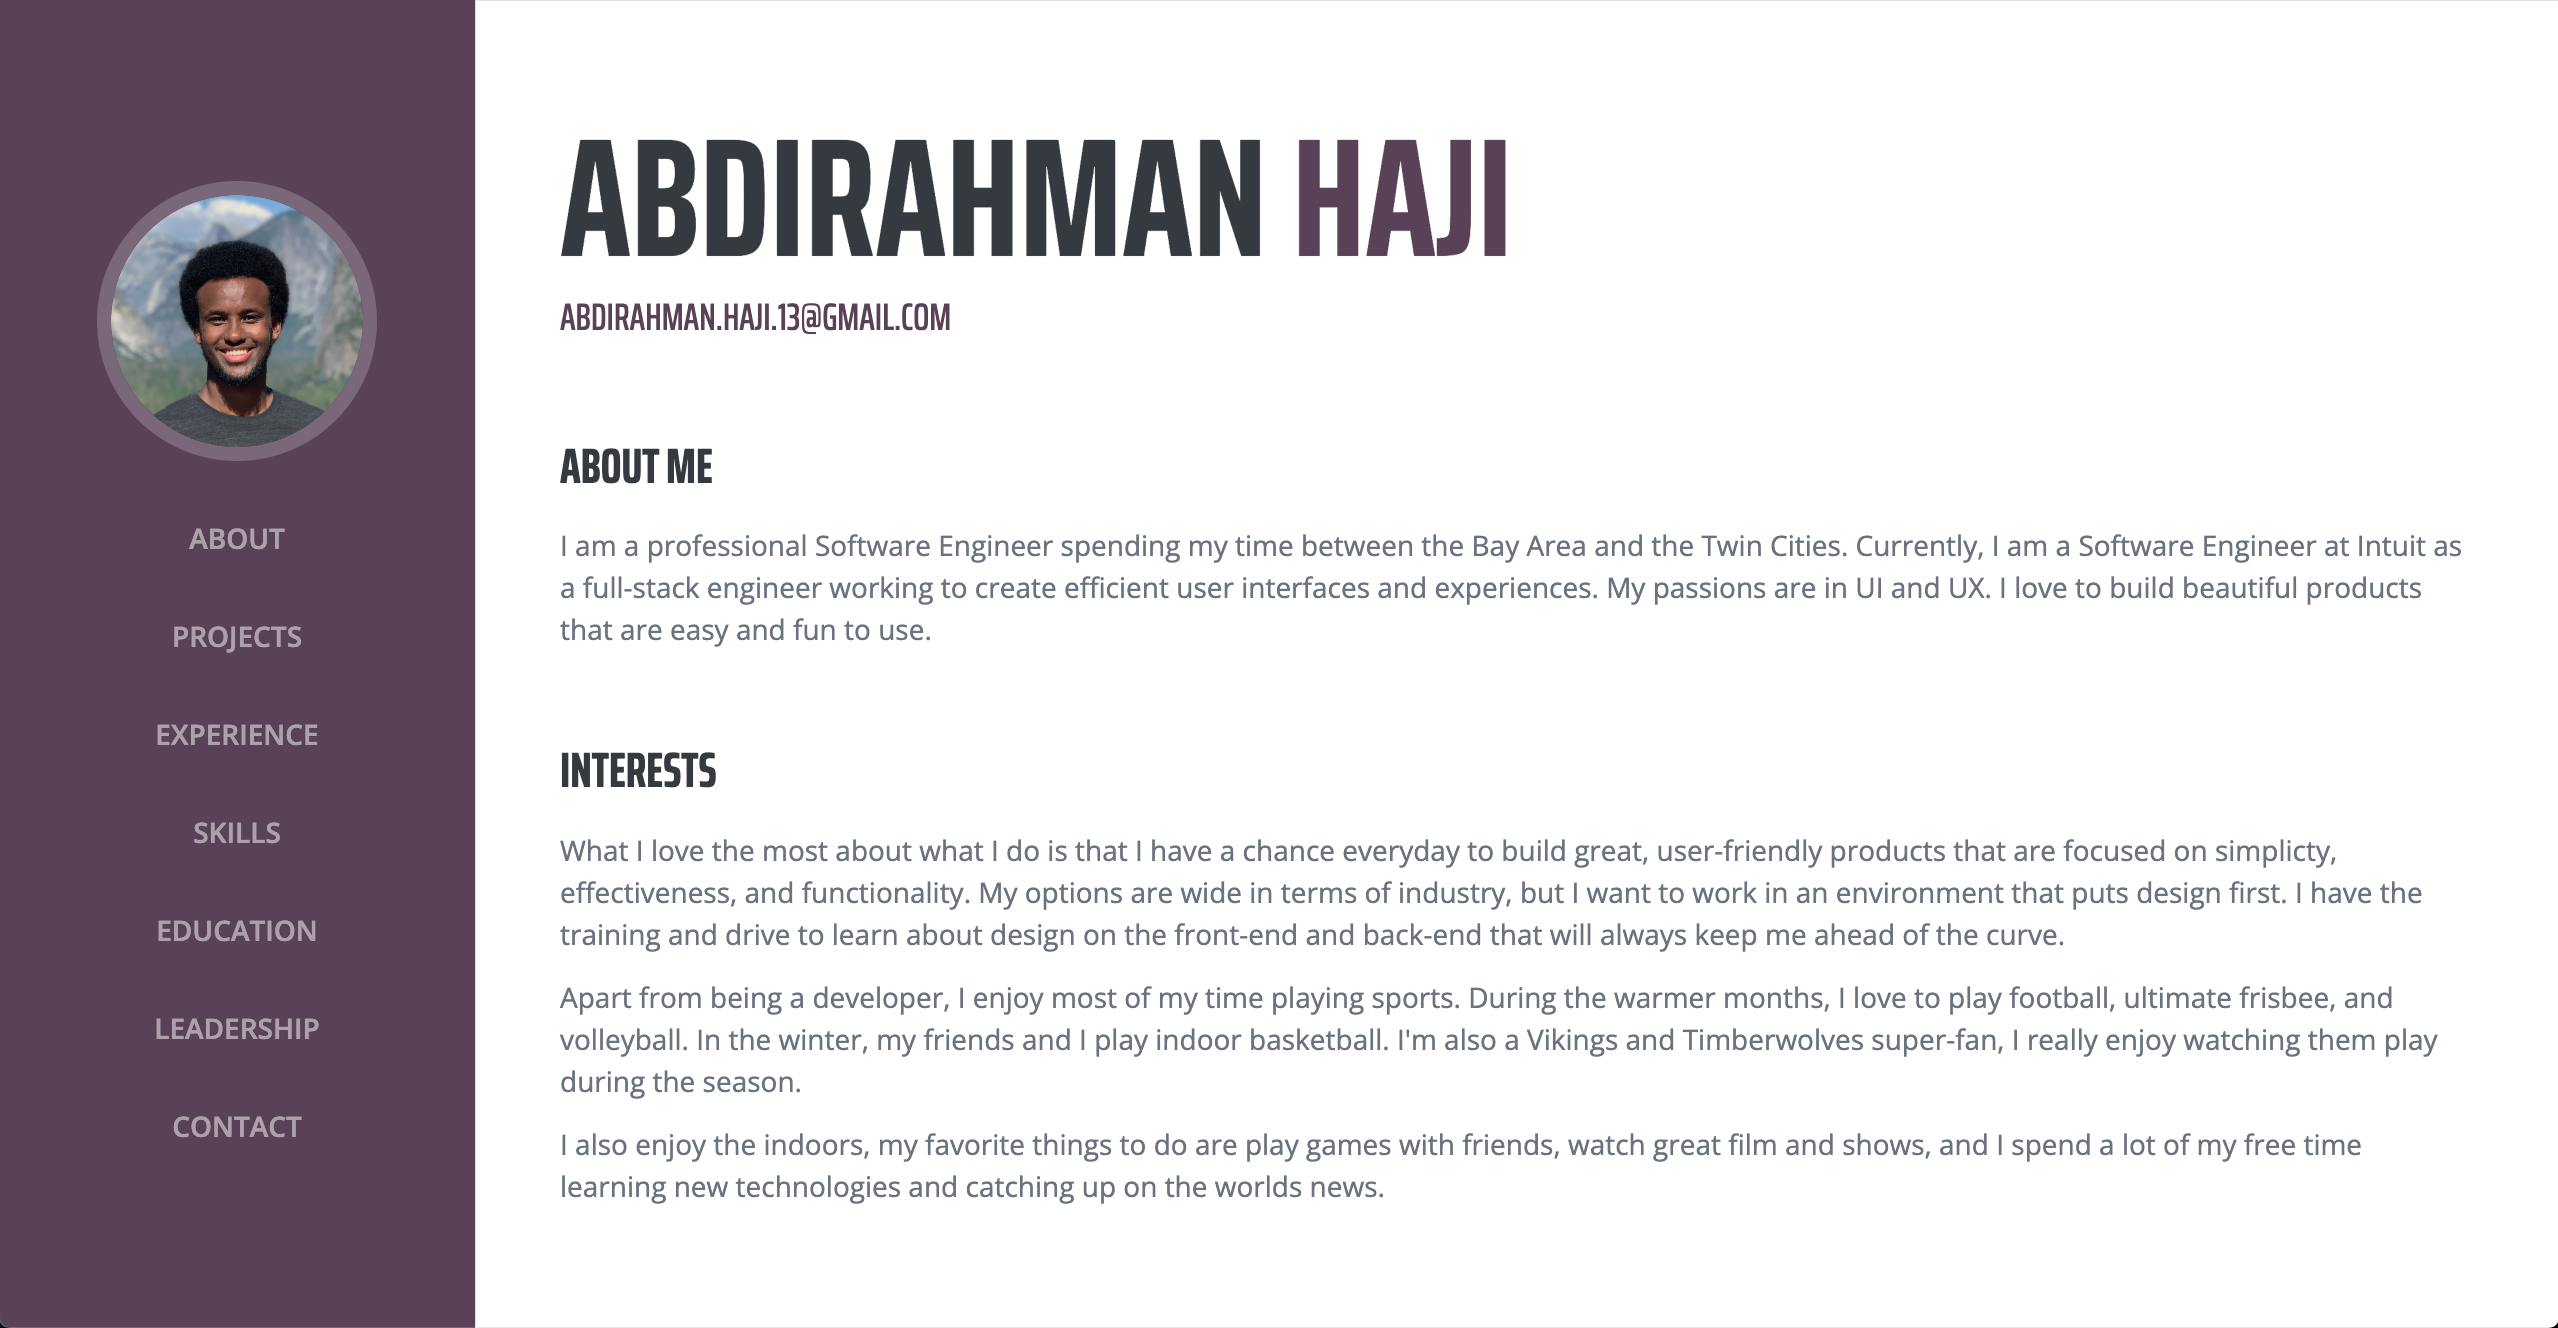 ABOUT
PROJECTS
EXPERIENCE
SKILLS
EDUCATION
LEADERSHIP
CONTACT
ABDIRAHMAN HAJI
ABDIRAHMAN.HAJI.13@GMAIL.COM
ABOUT ME
I am a professional Software Engineer spending my time between the Bay Area and the Twin Cities. Currently, I am a Software Engineer at Intuit as
a full-stack engineer working to create efficient user interfaces and experiences. My passions are in UI and UX. I love to build beautiful products
that are easy and fun to use.
INTERESTS
What I love the most about what I do is that I have a chance everyday to build great, user-friendly products that are focused on simplicty,
effectiveness, and functionality. My options are wide in terms of industry, but I want to work in an environment that puts design first. I have the
training and drive to learn about design on the front-end and back-end that will always keep me ahead of the curve.
Apart from being a developer, I enjoy most of my time playing sports. During the warmer months, I love to play football, ultimate frisbee, and
volleyball. In the winter, my friends and I play indoor basketball. I'm also a Vikings and Timberwolves super-fan, I really enjoy watching them play
during the season.
I also enjoy the indoors, my favorite things to do are play games with friends, watch great film and shows, and I spend a lot of my free time
learning new technologies and catching up on the worlds news.